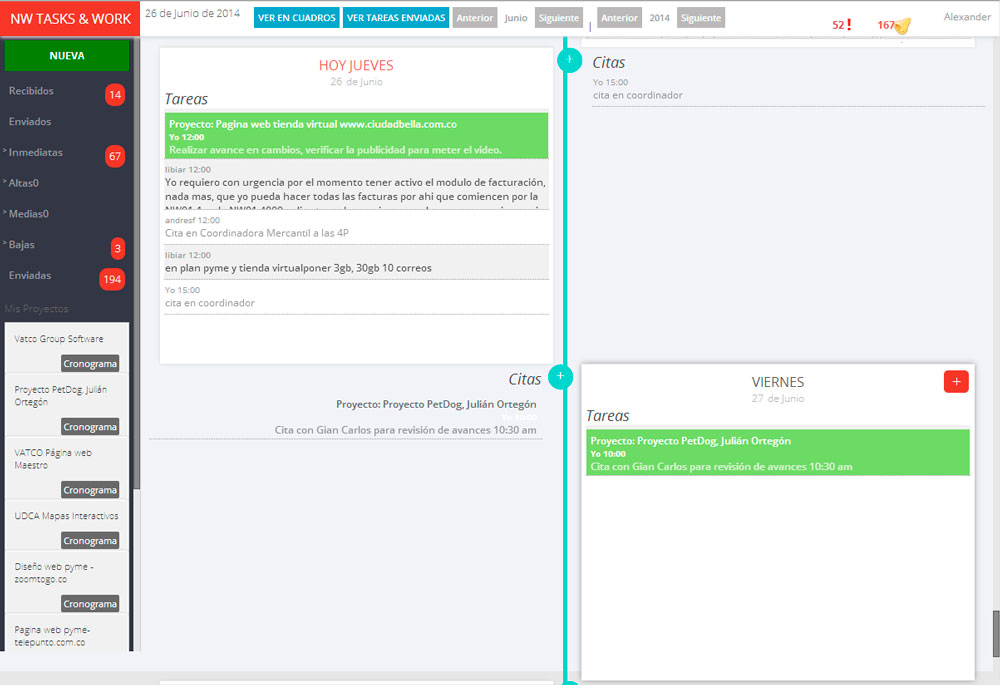 NW TASKS & WORK
26 de Junio de 2014
VER EN CUADROS
VER TAREAS ENVIADAS
Anterior
Junio
Siguiente
|
Anterior
2014
Siguiente
52 !
167
Alexander
NUEVA
Recibidos
14
Enviados
Inmediatas
67
Altas0
Medias0
Bajas
3
Enviadas
194
Mis Proyectos
Vatco Group Software
Cronograma
Proyecto PetDog, Julián
Ortegón
Cronograma
VATCO Página web
Maestro
Cronograma
UDCA Mapas Interactivos
Cronograma
Diseño web pyme -
zoomtogo.co
Cronograma
Pagina web pyme-
telepunto.com.co
HOY JUEVES
26 de Junio
Tareas
Proyecto: Pagina web tienda virtual www.ciudadbella.com.co
Yo 12:00
Realizar avance en cambios, verificar la publicidad para meter el video.
libiar 12:00
Yo requiero con urgencia por el momento tener activo el modulo de facturación,
nada mas, que yo pueda hacer todas las facturas por ahi que comiencen por la
andresf 12:00
Cita en Coordinadora Mercantil a las 4P
libiar 12:00
en plan pyme y tienda virtualponer 3gb, 30gb 10 correos
Yo 15:00
cita en coordinador
+
Citas
Yo 15:00
cita en coordinador
Citas
+
Proyecto: Proyecto PetDog, Julián Ortegón
Yo 10:00
Cita con Gian Carlos para revisión de avances 10:30 am
VIERNES
+
27 de Junio
Tareas
Proyecto: Proyecto PetDog, Julián Ortegón
Yo 10:00
Cita con Gian Carlos para revisión de avances 10:30 am